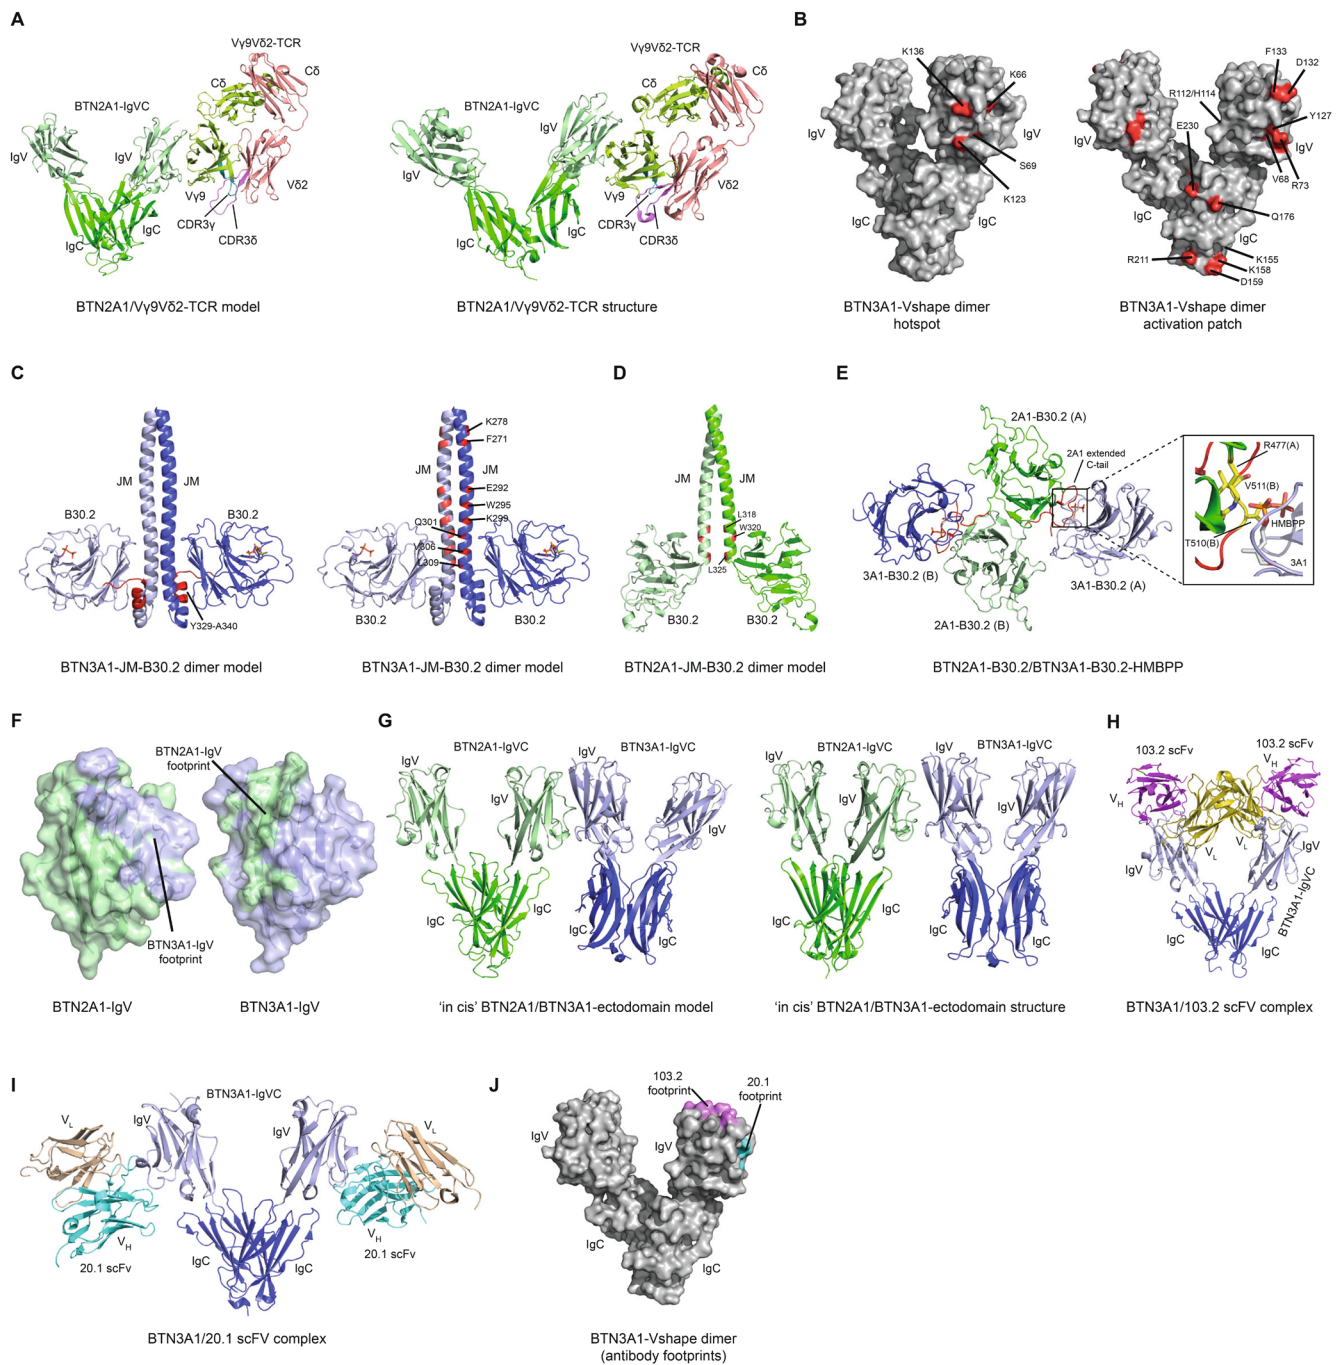 A
Vγ9Vδ2-TCR
Cδ
Cδ
BTN2A1-IgVC
IgV
IgV
Vγ9
Vδ2
CDR3γ
CDR3δ
IgC
IgC
BTN2A1/Vγ9Vδ2-TCR model
Vγ9Vδ2-TCR
Cδ
Cδ
BTN2A1-IgVC
IgV
IgV
Vγ9
Vδ2
CDR3γ
CDR3δ
IgC
IgC
BTN2A1/Vγ9Vδ2-TCR structure
B
K136
K66
IgV
IgV
S69
K123
IgC
IgC
BTN3A1-Vshape dimer
hotspot
F133
D132
R112/H114
Y127
E230
IgV
IgV
V68
R73
Q176
IgC
IgC
R211
K155
K158
D159
BTN3A1-Vshape dimer
activation patch
C
JM
JM
B30.2
B30.2
Y329-A340
BTN3A1-JM-B30.2 dimer model
K278
F271
JM
JM
E292
W295
Q301
K299
V306
L309
B30.2
B30.2
BTN3A1-JM-B30.2 dimer model
D
JM
JM
L318
W320
L325
B30.2
B30.2
BTN2A1-JM-B30.2 dimer model
E
2A1-B30.2 (A)
2A1 extended
C-tail
3A1-B30.2 (B)
3A1-B30.2 (A)
2A1-B30.2 (B)
R477(A)
V511(B)
HMBPP
T510(B)
3A1
BTN2A1-B30.2/BTN3A1-B30.2-HMBPP
F
BTN2A1-IgV
footprint
BTN3A1-IgV
footprint
BTN2A1-IgV
BTN3A1-IgV
G
BTN2A1-IgVC
IgV
BTN3A1-IgVC
IgV
IgV
IgV
IgC
IgC
IgC
IgC
'in cis' BTN2A1/BTN3A1-ectodomain model
IgV
BTN2A1-IgVC
IgV
BTN3A1-IgVC
IgV
IgV
IgC
IgC
IgC
IgC
'in cis' BTN2A1/BTN3A1-ectodomain structure
H
103.2 scFv
103.2 scFv
VH
VH
VL
VL
IgV
IgV
BTN3A1-IgVC
IgC
IgC
BTN3A1/103.2 scFV complex
I
BTN3A1-IgVC
VL
IgV
IgV
VL
VH
20.1 scFv
VH
20.1 scFv
IgC
IgC
BTN3A1/20.1 scFV complex
J
103.2
footprint
20.1
footprint
IgV
IgV
IgC
IgC
BTN3A1-Vshape dimer
(antibody footprints)